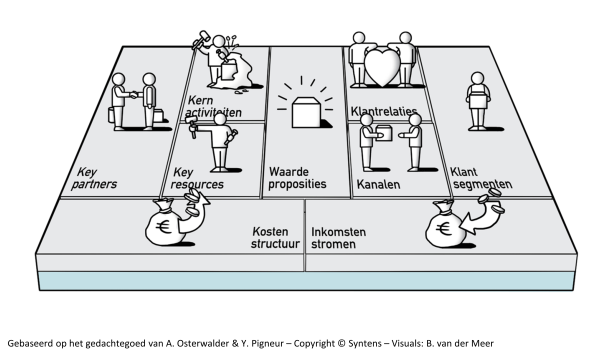 Key
partners
Kern
activiteiten
Key
resources
Waarde
proposities
Klantrelaties
Kanalen
Klant
segmenten
€
Kosten
structuur
Inkomsten
stromen
€
Gebaseerd op het gedachtegoed van A. Osterwalder & Y. Pigneur – Copyright © Syntens – Visuals: B. van der Meer